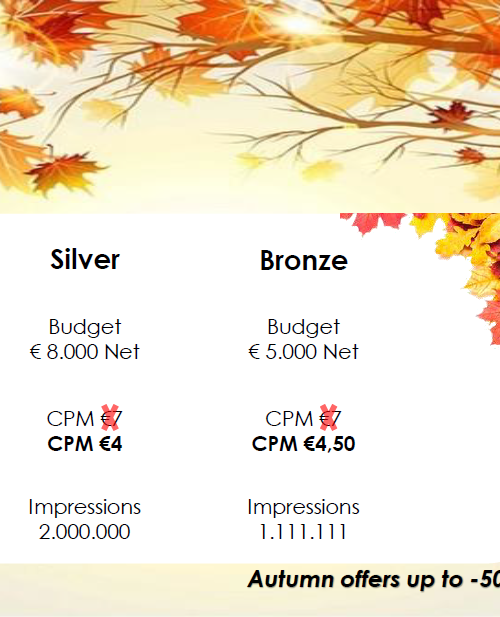 Silver
Budget
€ 8.000 Net
CPM €7
CPM €4
Impressions
2.000.000
Bronze
Budget
€ 5.000 Net
CPM €7
CPM €4,50
Impressions
1.111.111
Autumn offers up to -50